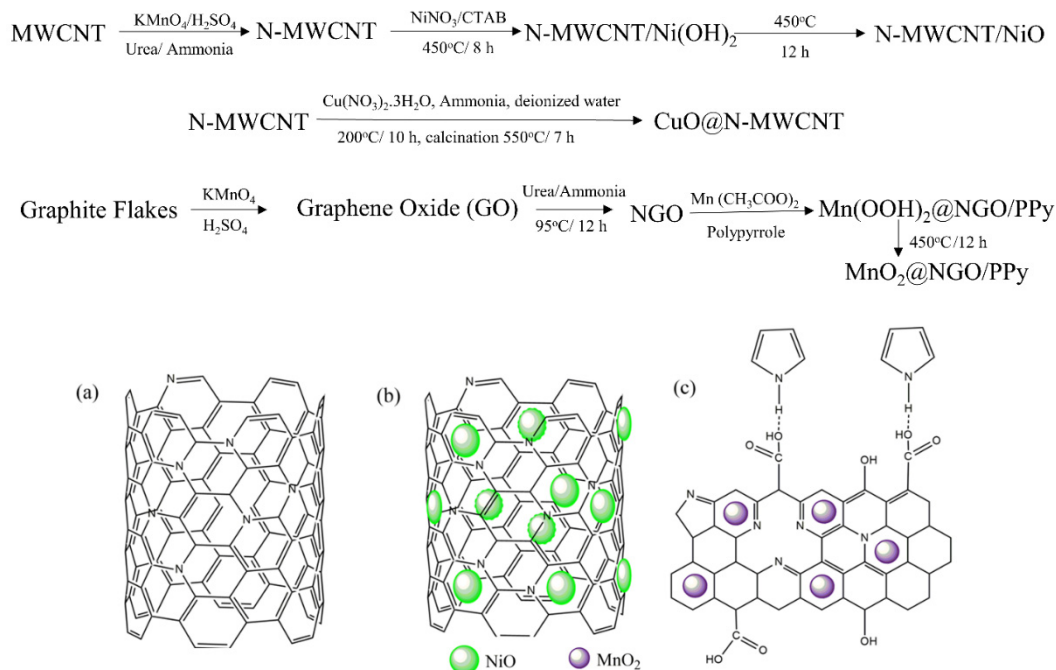 MWCNT KMnO₄/H₂SO₄ Urea/ Ammonia N-MWCNT NiNO₃/CTAB 450°C/ 8 h N-MWCNT/Ni(OH)₂ 450°C 12 h N-MWCNT/NiO
N-MWCNT Cu(NO₃)₂.3H₂O, Ammonia, deionized water 200°C/ 10 h, calcination 550°C/ 7 h CuO@N-MWCNT
Graphite Flakes KMnO₄ H₂SO₄ Graphene Oxide (GO) Urea/Ammonia 95°C/ 12 h NGO Mn (CH₃COO)₂ Polypyrrole Mn(OOH)₂@NGO/PPy
450°C/12 h
MnO₂@NGO/PPy
(a)
N
N
N
N
N
N
N
(b)
N
N
N
N
N
N
NiO
MnO₂
(c)
N
H
N
H
HO
O
C
HO
O
C
OH
N
N
N
N
N
O
C
HO
OH